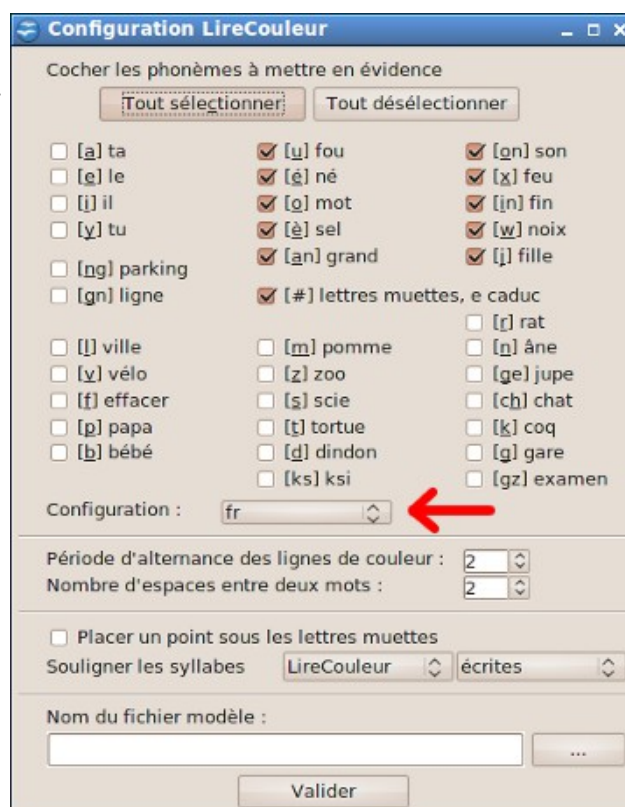 Configuration LireCouleur
Cocher les phonèmes à mettre en évidence
Tout sélectionner Tout désélectionner
[a] ta [u] fou [on] son
[e] le [é] né [x] feu
[i] il [o] mot [in] fin
[y] tu [è] sel [w] noix
[an] grand [j] fille
[ng] parking
[gn] ligne [#] lettres muettes, e caduc
[r] rat
[l] ville [m] pomme [n] âne
[v] vélo [z] zoo [ge] jupe
[f] effacer [s] scie [ch] chat
[p] papa [t] tortue [k] coq
[b] bébé [d] dindon [g] gare
[ks] ksi [gz] examen
Configuration : fr
Période d'alternance des lignes de couleur : 2
Nombre d'espaces entre deux mots : 2
Placer un point sous les lettres muettes
Souligner les syllabes LireCouleur écrites
Nom du fichier modèle :
...
Valider